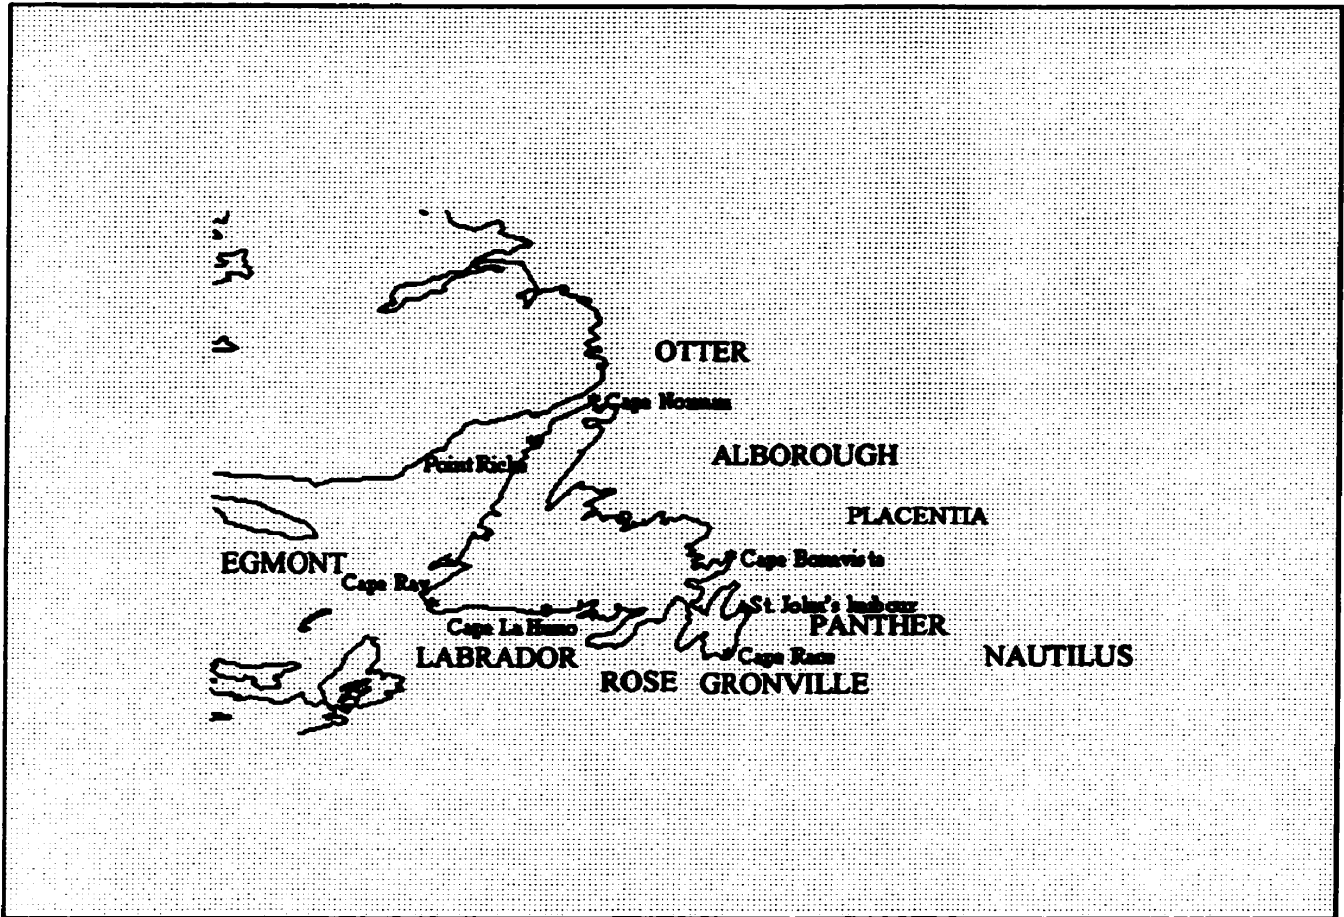 OTTER
Cape Norman
ALBOROUGH
Point Riche
PLACENTIA
EGMONT
Cape Bonavista
Cape Ray
St. John's harbour
PANTHER
Cape La Huno
LABRADOR
Cape Race
NAUTILUS
ROSE
GRONVILLE